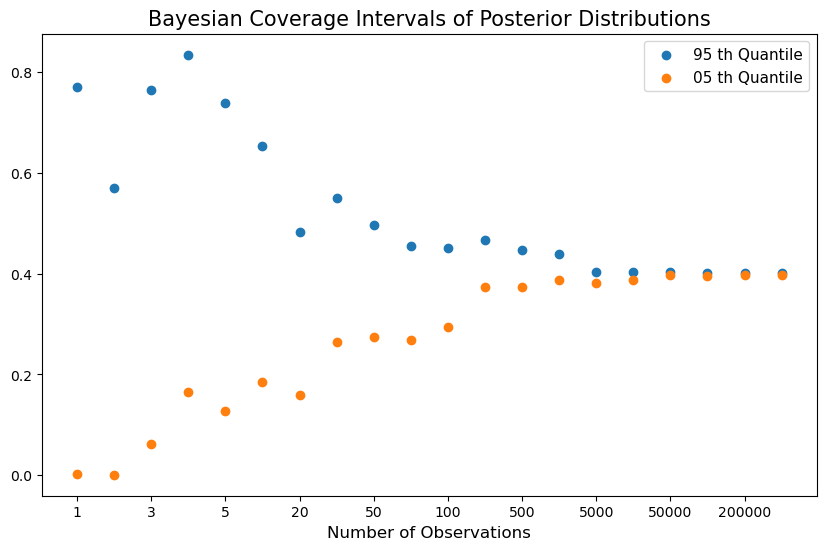 Bayesian Coverage Intervals of Posterior Distributions
95 th Quantile
05 th Quantile
0.8
0.6
0.4
0.2
0.0
1 3 5 20 50 100 500 5000 50000 200000
Number of Observations